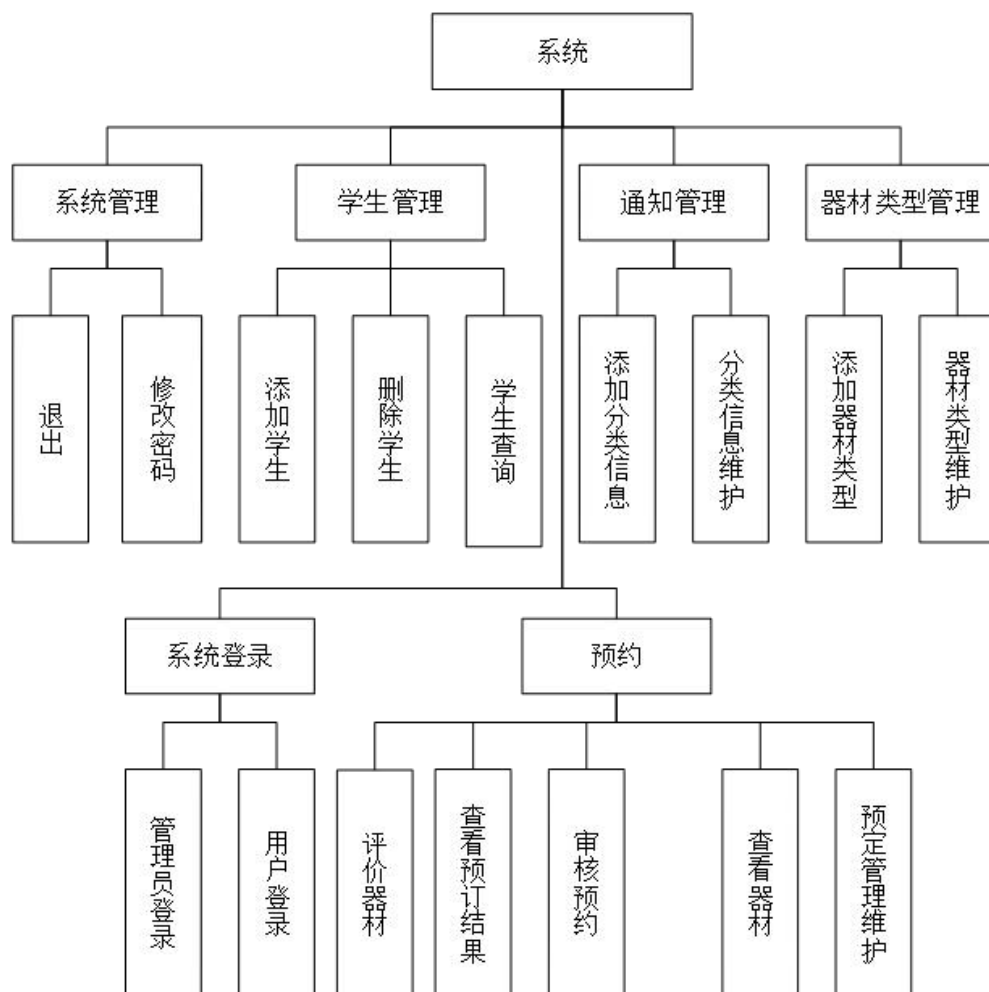 系统
系统管理
学生管理
通知管理
器材类型管理
退出
修改密码
添加学生
删除学生
学生查询
添加分类信息
分类信息维护
添加器材类型
器材类型维护
系统登录
预约
管理员登录
用户登录
评价器材
查看预订结果
审核预约
查看器材
预定管理维护